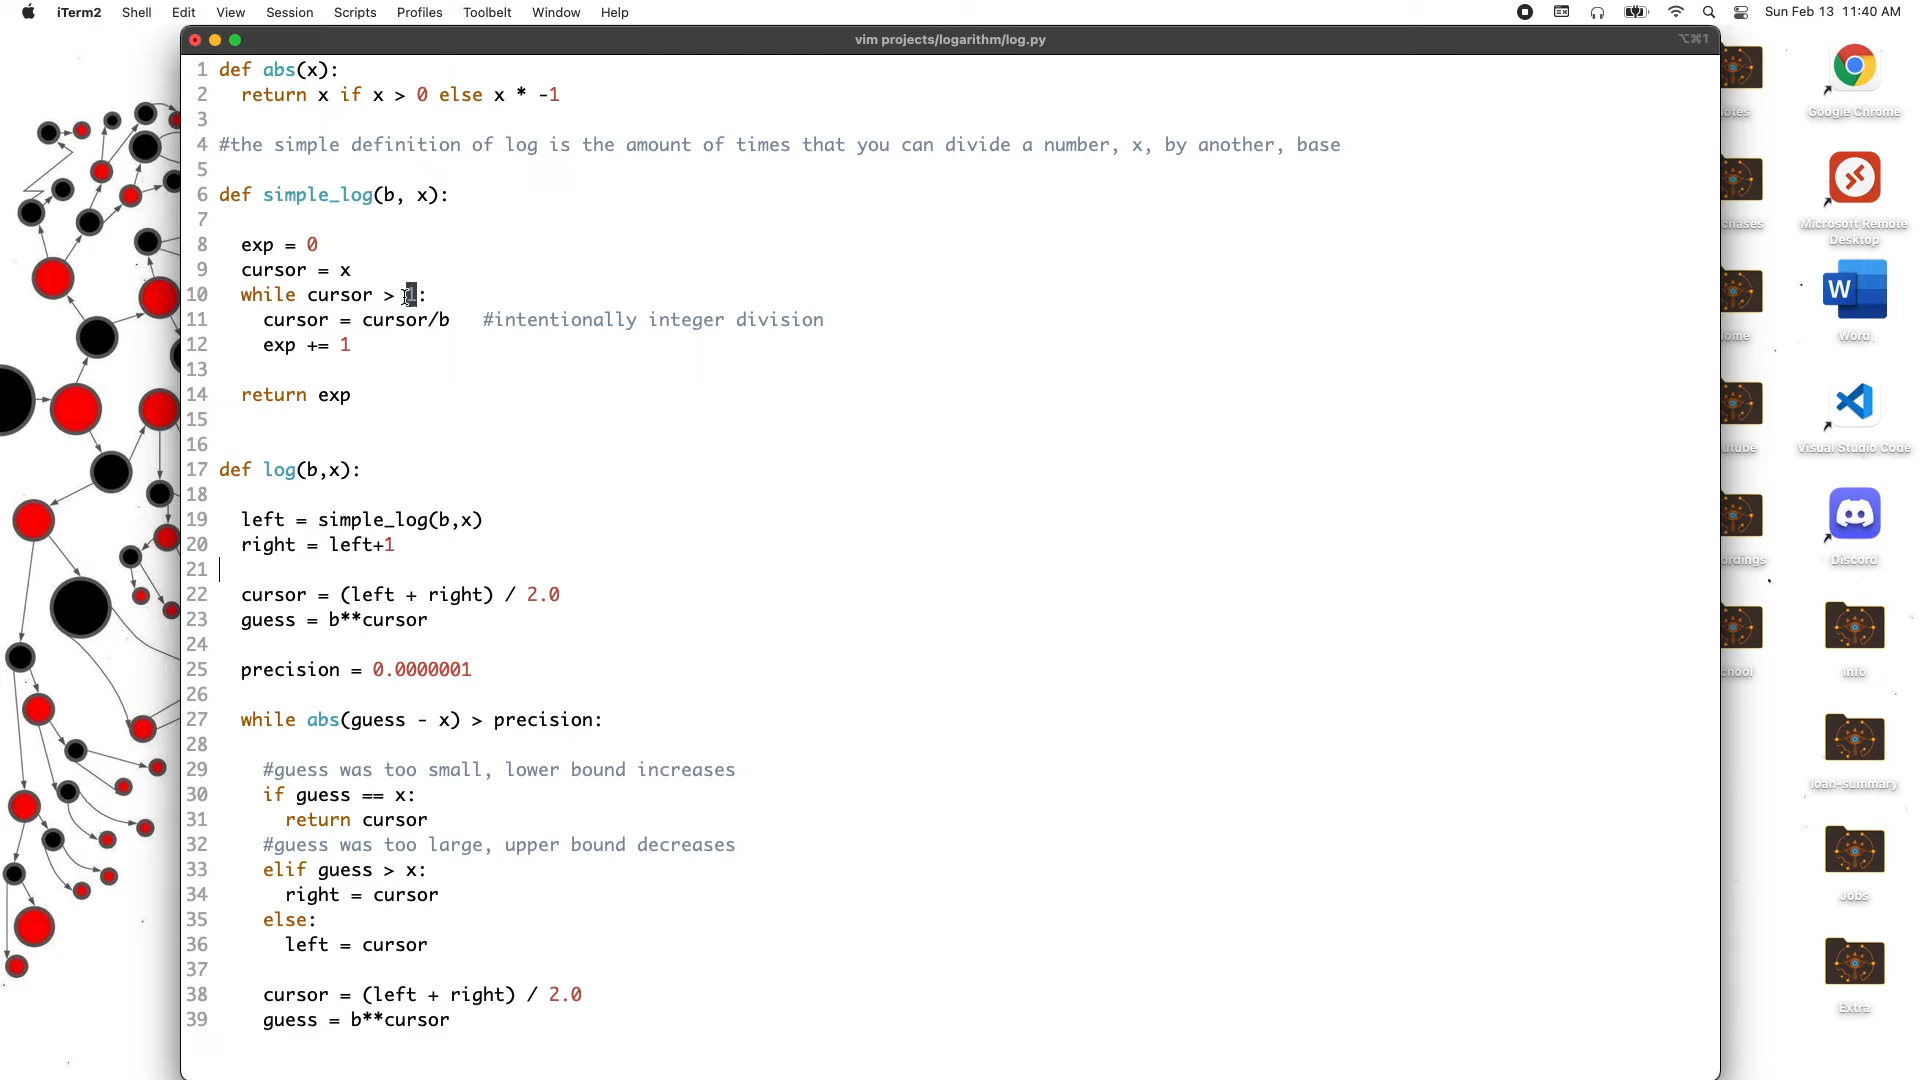 iTerm2 Shell Edit View Session Scripts Profiles Toolbelt Window Help Sun Feb 13 11:40 AM
vim projects/logarithm/log.py ⌥⌘1
1 def abs(x):
2 return x if x > 0 else x * -1
3
4 #the simple definition of log is the amount of times that you can divide a number, x, by another, base
5
6 def simple_log(b, x):
7
8 exp = 0
9 cursor = x
10 while cursor > 1:
11 cursor = cursor/b #intentionally integer division
12 exp += 1
13
14 return exp
15
16
17 def log(b,x):
18
19 left = simple_log(b,x)
20 right = left+1
21
22 cursor = (left + right) / 2.0
23 guess = b**cursor
24
25 precision = 0.0000001
26
27 while abs(guess - x) > precision:
28
29 #guess was too small, lower bound increases
30 if guess == x:
31 return cursor
32 #guess was too large, upper bound decreases
33 elif guess > x:
34 right = cursor
35 else:
36 left = cursor
37
38 cursor = (left + right) / 2.0
39 guess = b**cursor
Google Chrome
Microsoft Remote
Desktop
W
Word
Visual Studio Code
Discord
Info
loan-summary
Jobs
Extra